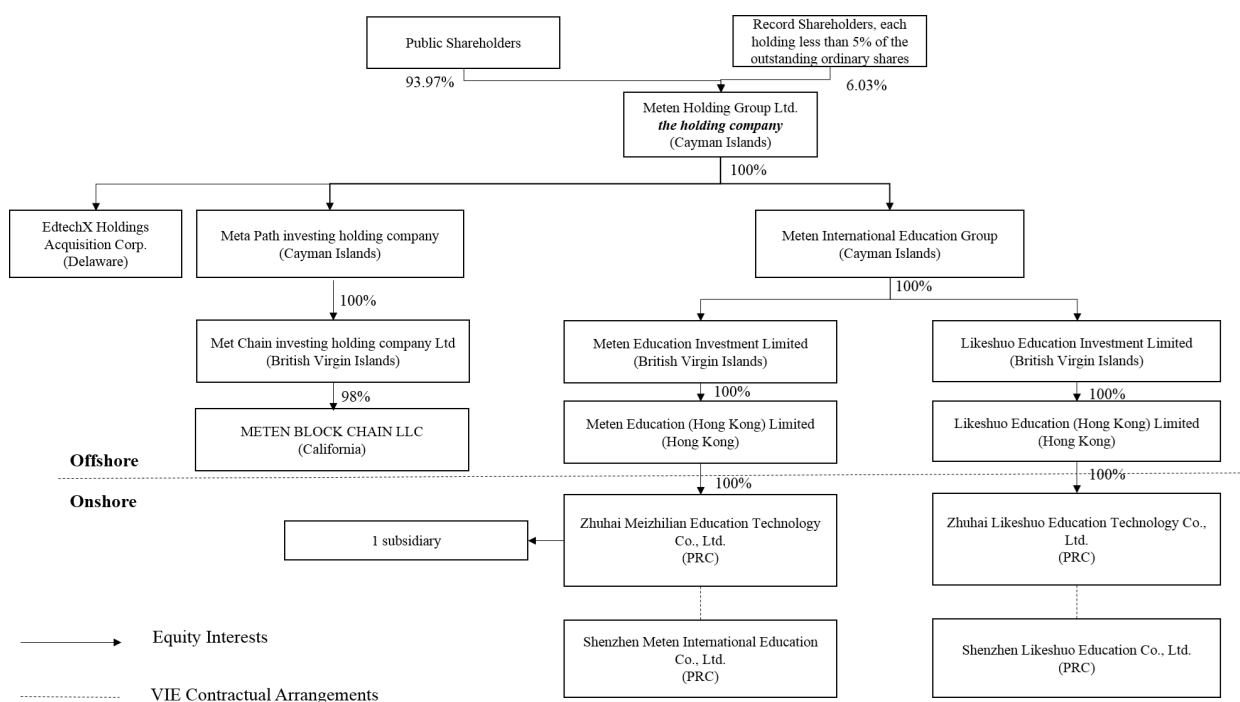 Public Shareholders
Record Shareholders, each
holding less than 5% of the
outstanding ordinary shares
93.97%
6.03%
Meten Holding Group Ltd.
the holding company
(Cayman Islands)
100%
EdtechX Holdings
Acquisition Corp.
(Delaware)
Meta Path investing holding company
(Cayman Islands)
Meten International Education Group
(Cayman Islands)
100%
100%
Met Chain investing holding company Ltd
(British Virgin Islands)
Meten Education Investment Limited
(British Virgin Islands)
Likeshuo Education Investment Limited
(British Virgin Islands)
98%
100%
100%
METEN BLOCK CHAIN LLC
(California)
Meten Education (Hong Kong) Limited
(Hong Kong)
Likeshuo Education (Hong Kong) Limited
(Hong Kong)
Offshore
100%
100%
Onshore
1 subsidiary
Zhuhai Meizhilian Education Technology
Co., Ltd.
(PRC)
Zhuhai Likeshuo Education Technology Co.,
Ltd.
(PRC)
Equity Interests
Shenzhen Meten International Education
Co., Ltd.
(PRC)
Shenzhen Likeshuo Education Co., Ltd.
(PRC)
VIE Contractual Arrangements